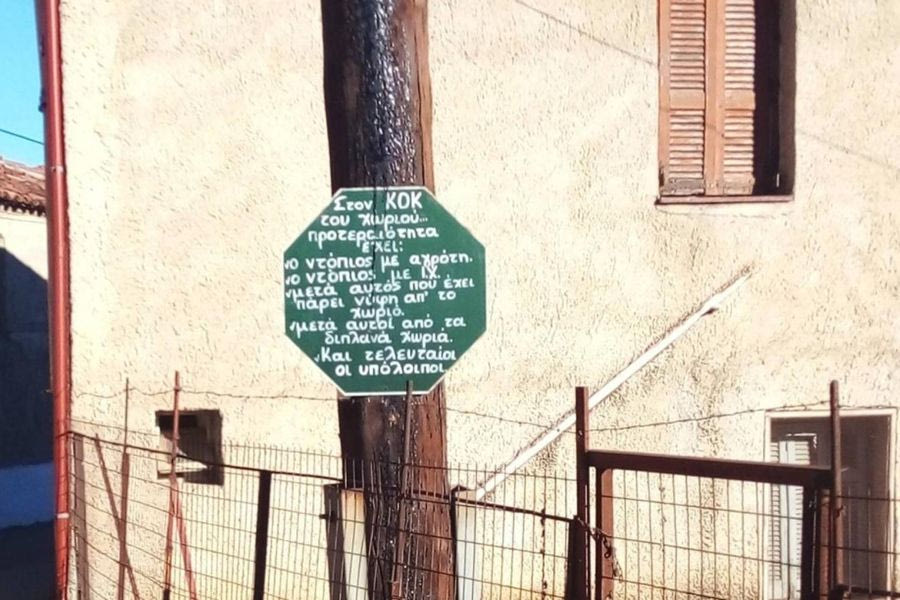 Στον ΚΟΚ
του χωριού...
προτεραιότητα
έχει:
√ο ντόπιος με αγρότη.
√ο ντόπιος με Ι.Χ.
√μετά αυτός που έχει
πάρει νύφη απ' το
χωριό.
√μετά αυτοί από τα
διπλανά χωριά.
√Και τελευταίοι
οι υπόλοιποι.